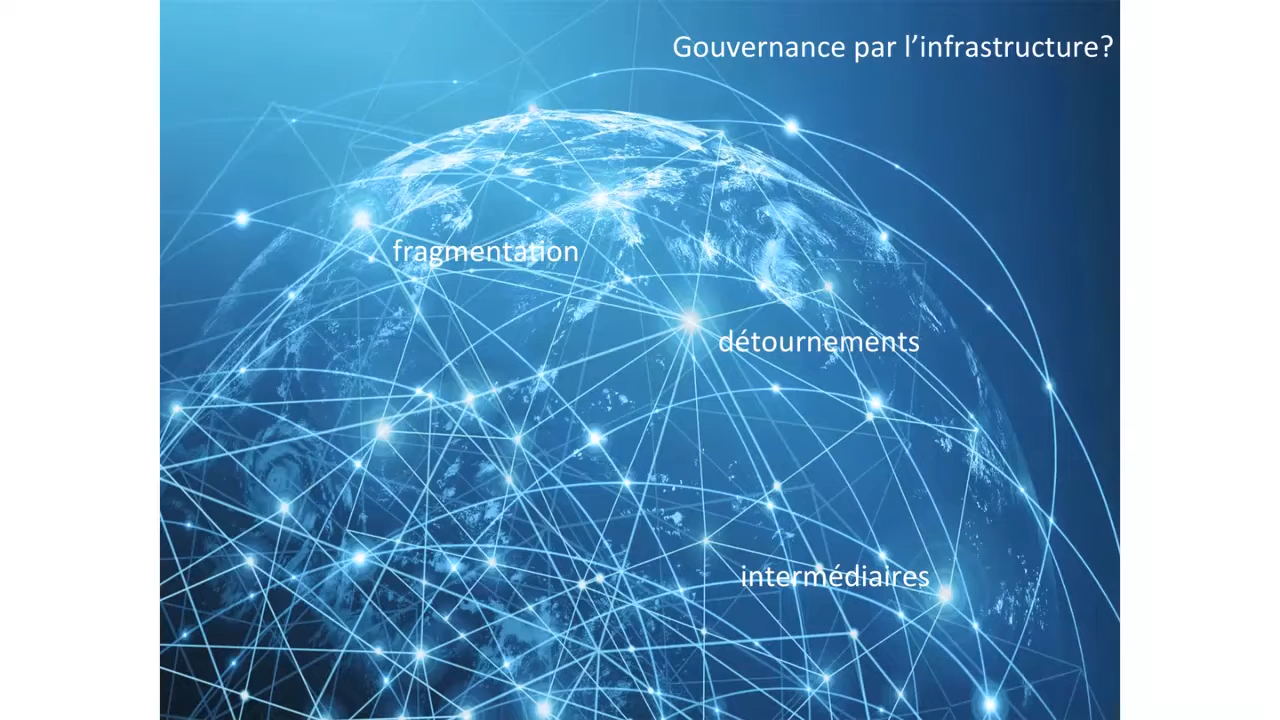 Gouvernance par l’infrastructure?
fragmentation
détournements
intermédiaires